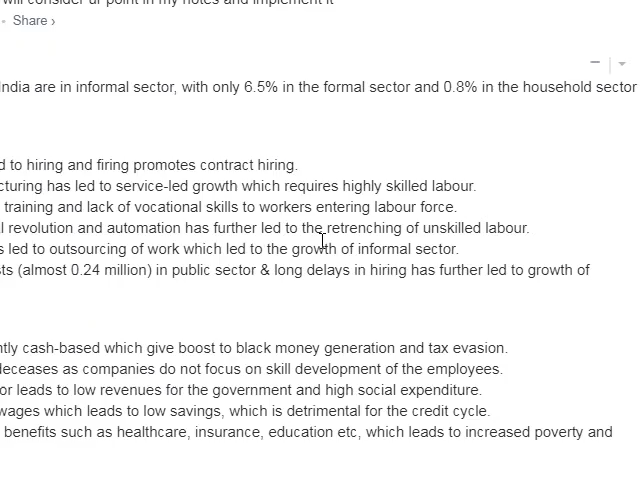 will consider ur point in my notes and implement it
Share ›
India are in informal sector, with only 6.5% in the formal sector and 0.8% in the household sector
d to hiring and firing promotes contract hiring.
cturing has led to service-led growth which requires highly skilled labour.
training and lack of vocational skills to workers entering labour force.
l revolution and automation has further led to the retrenching of unskilled labour.
s led to outsourcing of work which led to the growth of informal sector.
ts (almost 0.24 million) in public sector & long delays in hiring has further led to growth of
ntly cash-based which give boost to black money generation and tax evasion.
deceases as companies do not focus on skill development of the employees.
or leads to low revenues for the government and high social expenditure.
wages which leads to low savings, which is detrimental for the credit cycle.
benefits such as healthcare, insurance, education etc, which leads to increased poverty and